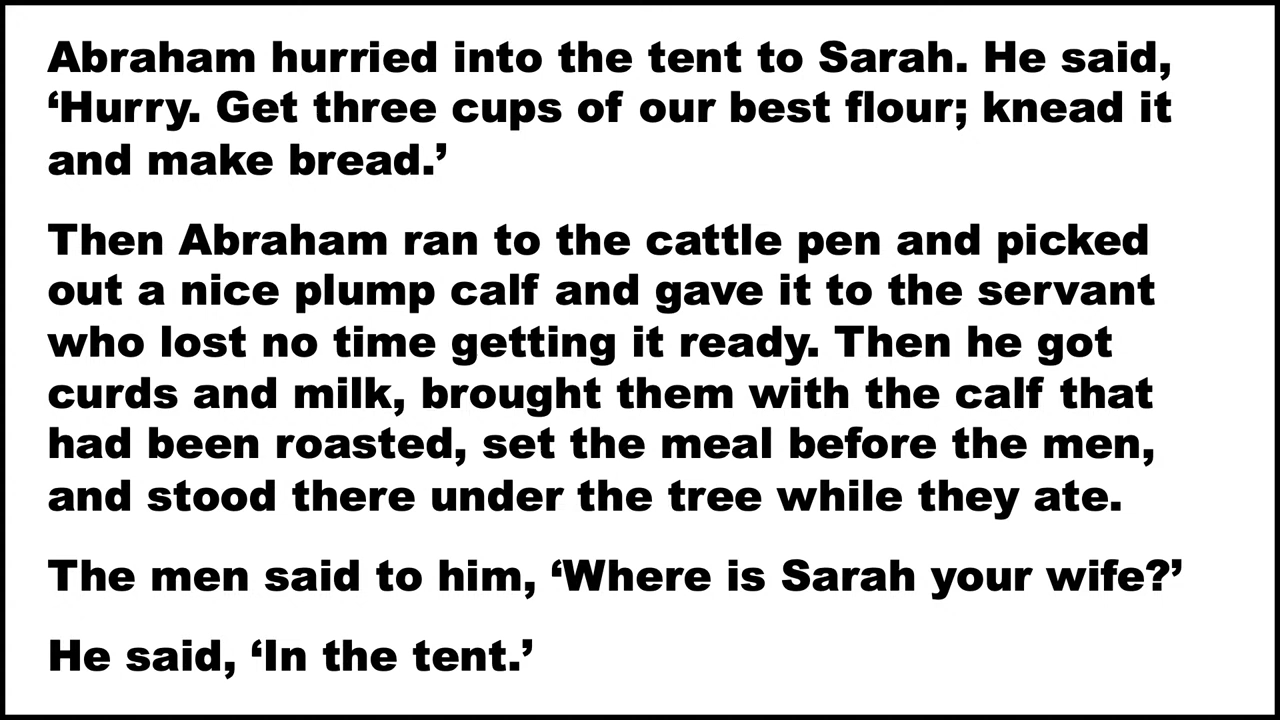 Abraham hurried into the tent to Sarah. He said,
‘Hurry. Get three cups of our best flour; knead it
and make bread.’
Then Abraham ran to the cattle pen and picked
out a nice plump calf and gave it to the servant
who lost no time getting it ready. Then he got
curds and milk, brought them with the calf that
had been roasted, set the meal before the men,
and stood there under the tree while they ate.
The men said to him, ‘Where is Sarah your wife?’
He said, ‘In the tent.’